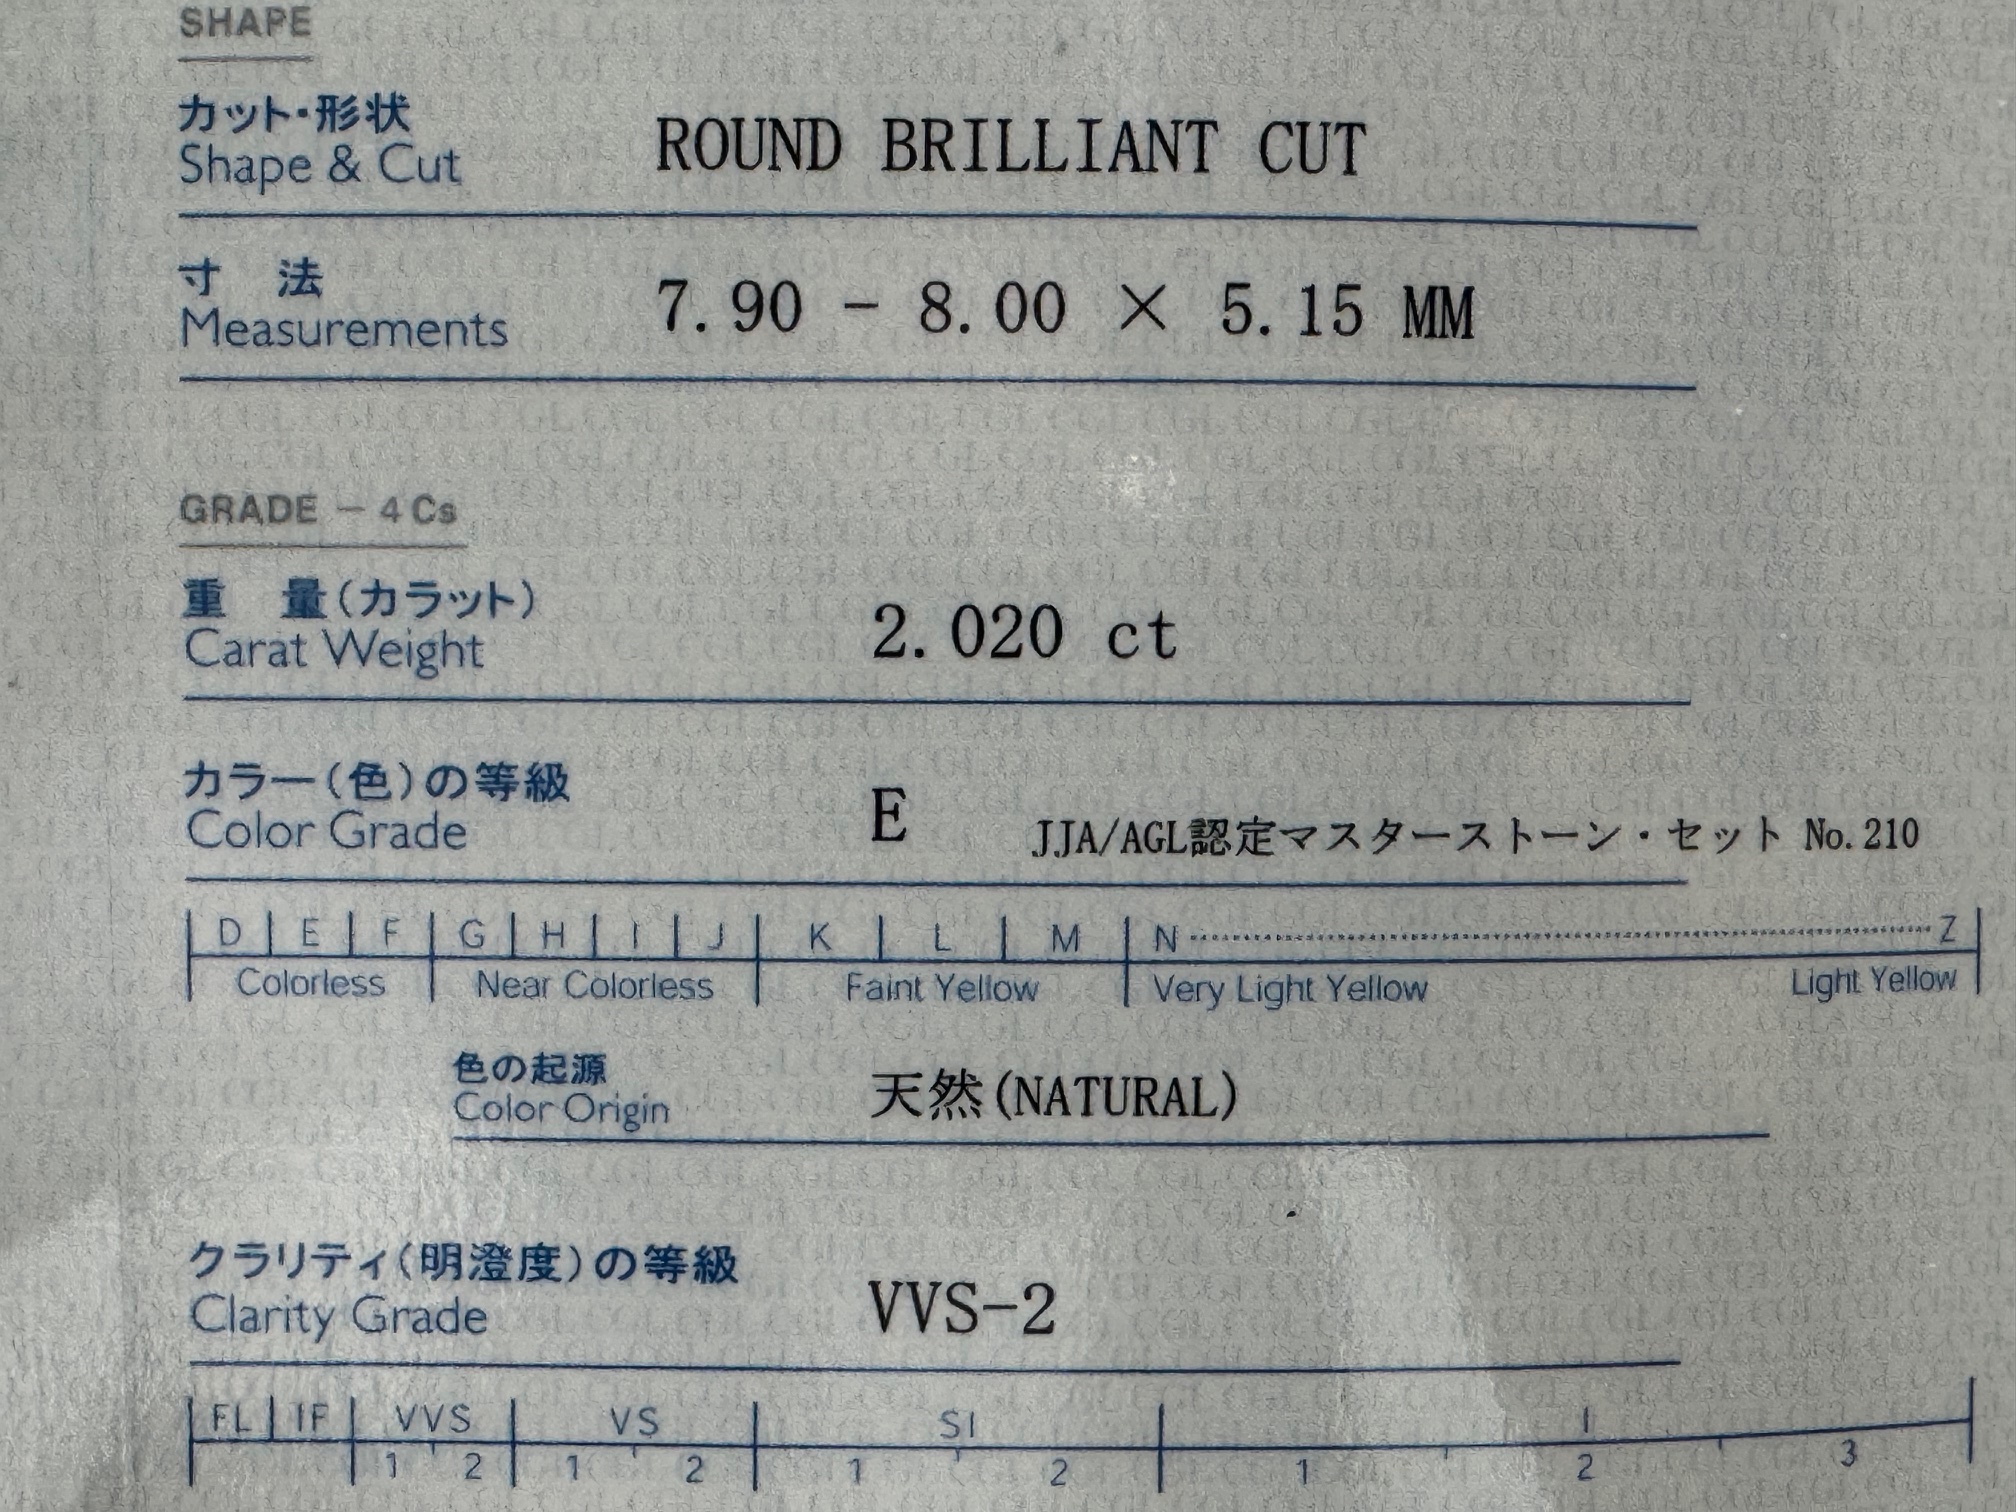 SHAPE
カット・形状
Shape & Cut
ROUND BRILLIANT CUT
寸 法
Measurements
7.90 - 8.00 × 5.15 MM
GRADE - 4Cs
重 量(カラット)
Carat Weight
2.020 ct
カラー(色)の等級
Color Grade
E
JJA/AGL認定マスターストーン・セット No.210
D E F G H I J K L M N Z
Colorless Near Colorless Faint Yellow Very Light Yellow Light Yellow
色の起源
Color Origin
天然(NATURAL)
クラリティ(明澄度)の等級
Clarity Grade
VVS-2
FL IF VVS VS SI I
1 2 1 2 1 2 1 2 3